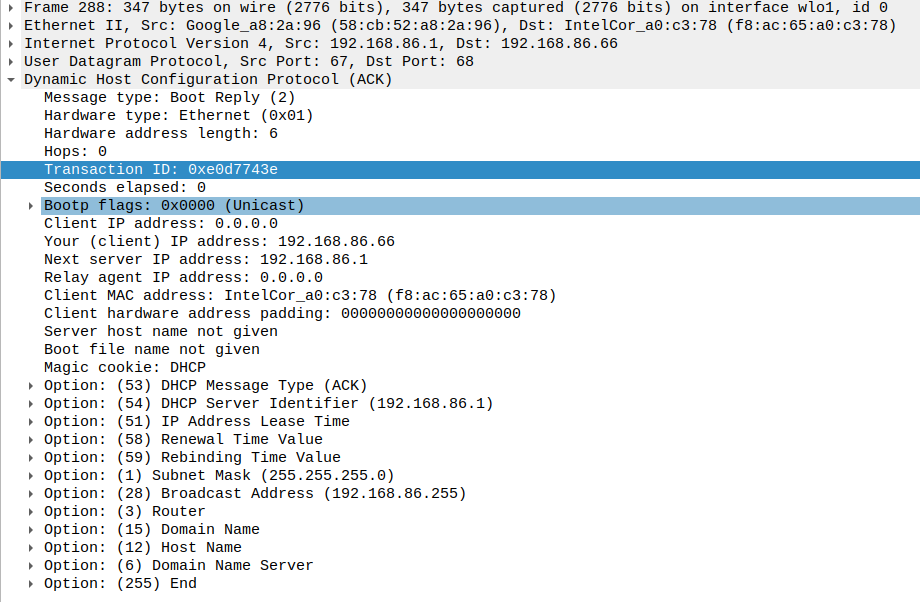 Frame 288: 347 bytes on wire (2776 bits), 347 bytes captured (2776 bits) on interface wlo1, id 0
Ethernet II, Src: Google_a8:2a:96 (58:cb:52:a8:2a:96), Dst: IntelCor_a0:c3:78 (f8:ac:65:a0:c3:78)
Internet Protocol Version 4, Src: 192.168.86.1, Dst: 192.168.86.66
User Datagram Protocol, Src Port: 67, Dst Port: 68
Dynamic Host Configuration Protocol (ACK)
Message type: Boot Reply (2)
Hardware type: Ethernet (0x01)
Hardware address length: 6
Hops: 0
Transaction ID: 0xe0d7743e
Seconds elapsed: 0
Bootp flags: 0x0000 (Unicast)
Client IP address: 0.0.0.0
Your (client) IP address: 192.168.86.66
Next server IP address: 192.168.86.1
Relay agent IP address: 0.0.0.0
Client MAC address: IntelCor_a0:c3:78 (f8:ac:65:a0:c3:78)
Client hardware address padding: 00000000000000000000
Server host name not given
Boot file name not given
Magic cookie: DHCP
Option: (53) DHCP Message Type (ACK)
Option: (54) DHCP Server Identifier (192.168.86.1)
Option: (51) IP Address Lease Time
Option: (58) Renewal Time Value
Option: (59) Rebinding Time Value
Option: (1) Subnet Mask (255.255.255.0)
Option: (28) Broadcast Address (192.168.86.255)
Option: (3) Router
Option: (15) Domain Name
Option: (12) Host Name
Option: (6) Domain Name Server
Option: (255) End